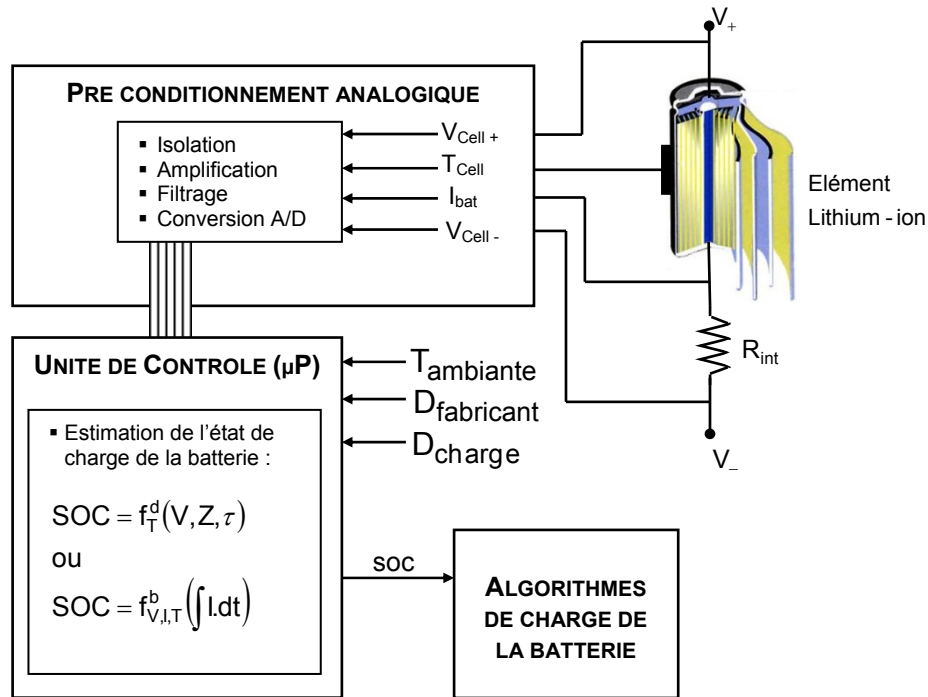 V+
PRE CONDITIONNEMENT ANALOGIQUE
▪ Isolation
▪ Amplification
▪ Filtrage
▪ Conversion A/D
VCell +
TCell
Ibat
VCell -
Elément
Lithium - ion
Rint
V_
UNITE DE CONTROLE (µP)
Tambiante
Dfabricant
Dcharge
▪ Estimation de l'état de
charge de la batterie :
SOC = f_T^d(V, Z, τ)
ou
SOC = f_{V,I,T}^b(∫I.dt)
SOC
ALGORITHMES
DE CHARGE DE
LA BATTERIE